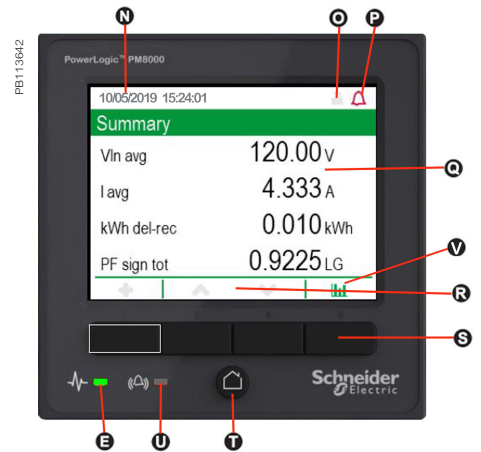 N
O
P
PB113642
PowerLogic™ PM8000
10/05/2019 15:24:01
Summary
Vln avg 120.00 V
I avg 4.333 A
kWh del-rec 0.010 kWh
PF sign tot 0.9225 LG
Q
V
R
S
Schneider
Electric
E
U
T